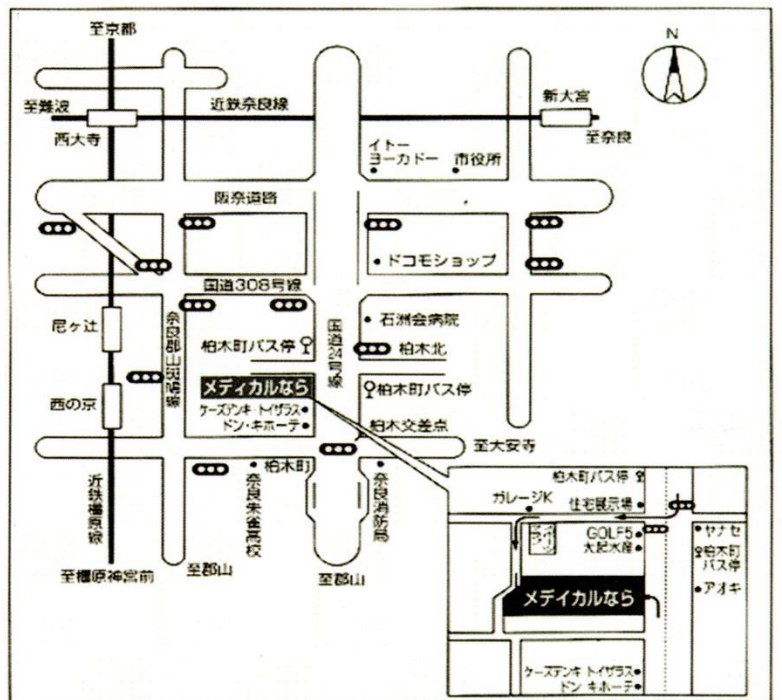 至京都
N
至難波
近鉄奈良線
新大宮
西大寺
至奈良
イトー
ヨーカドー
市役所
阪奈道路
ドコモショップ
国道308号線
石洲会病院
尼ヶ辻
奈良郡山斑鳩線
柏木町バス停
国道24号線
柏木北
メディカルなら
柏木町バス停
西の京
ケーズデンキ・トイザラス
ドン・キホーテ
柏木交差点
至大安寺
柏木町
近鉄橿原線
奈良朱雀高校
奈良消防局
至橿原神宮前
至郡山
至郡山
柏木町バス停
ガレージK
住宅展示場
GOLF5
大起水産
ヤナセ
柏木町
バス停
アオキ
メデイカルなら
ケーズデンキ トイザラス
ドン キホーテ